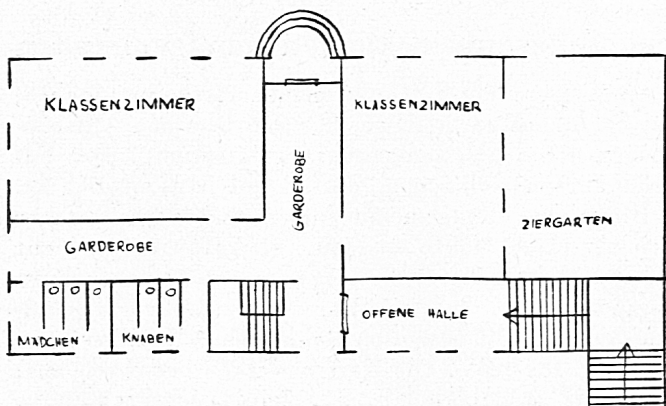 KLASSENZIMMER
KLASSENZIMMER
GARDEROBE
ZIERGARTEN
GARDEROBE
OFFENE HALLE
MÄDCHEN
KNABEN